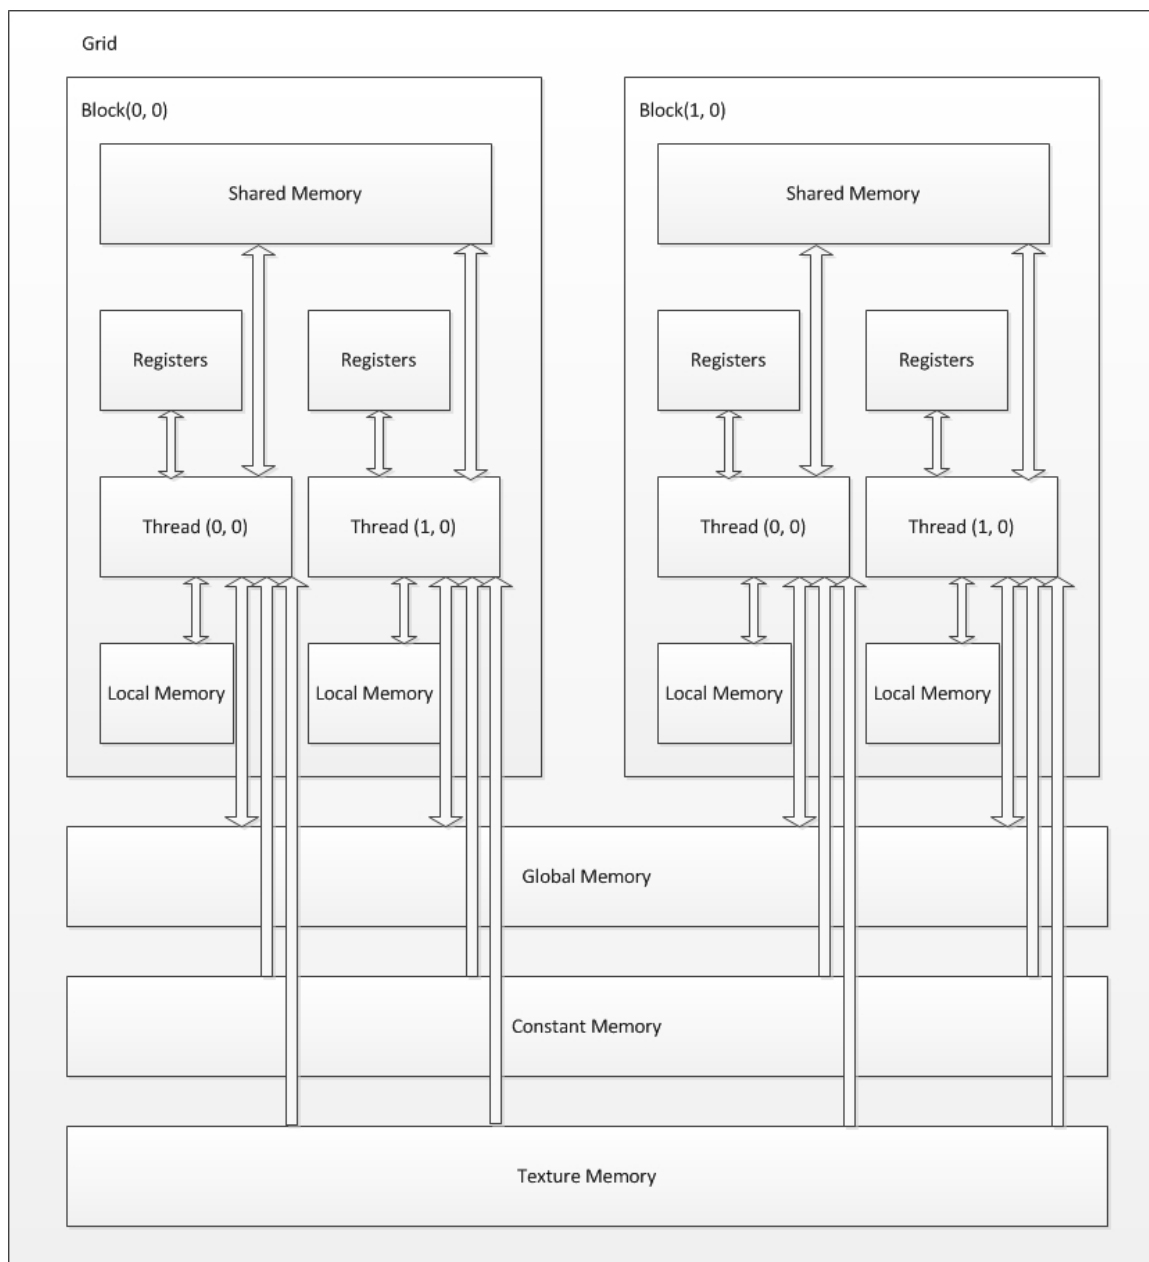 Grid
Block(0, 0)
Block(1, 0)
Shared Memory
Shared Memory
Registers
Registers
Registers
Registers
Thread (0, 0)
Thread (1, 0)
Thread (0, 0)
Thread (1, 0)
Local Memory
Local Memory
Local Memory
Local Memory
Global Memory
Constant Memory
Texture Memory